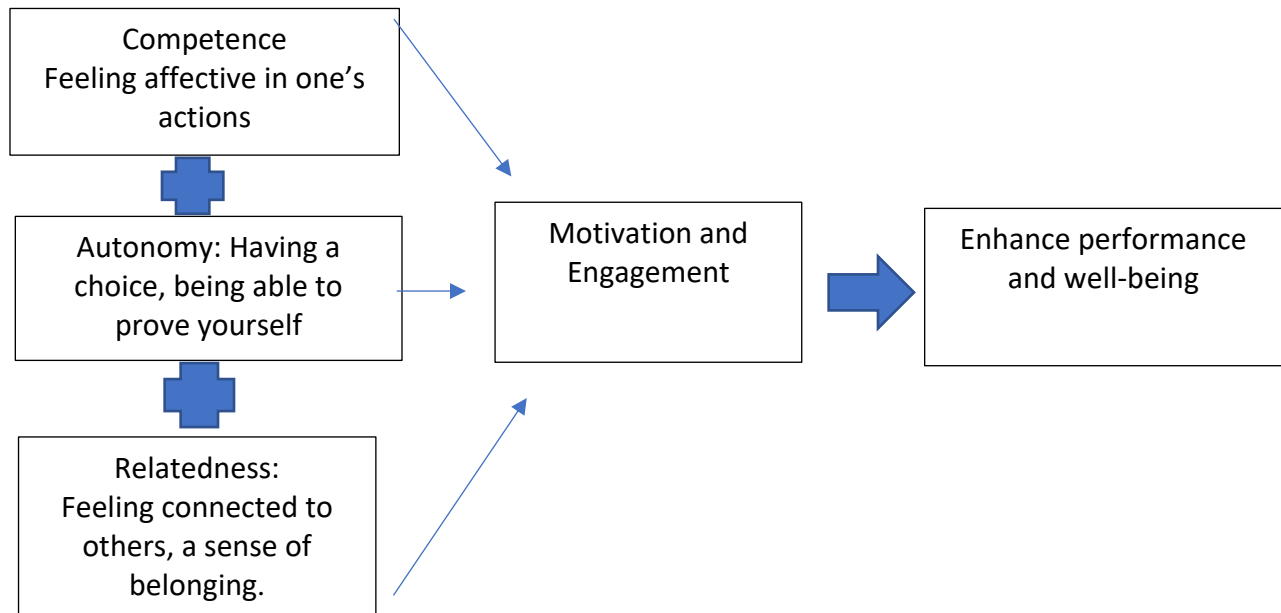 Competence
Feeling affective in one’s
actions
Autonomy: Having a
choice, being able to
prove yourself
Relatedness:
Feeling connected to
others, a sense of
belonging.
Motivation and
Engagement
Enhance performance
and well-being